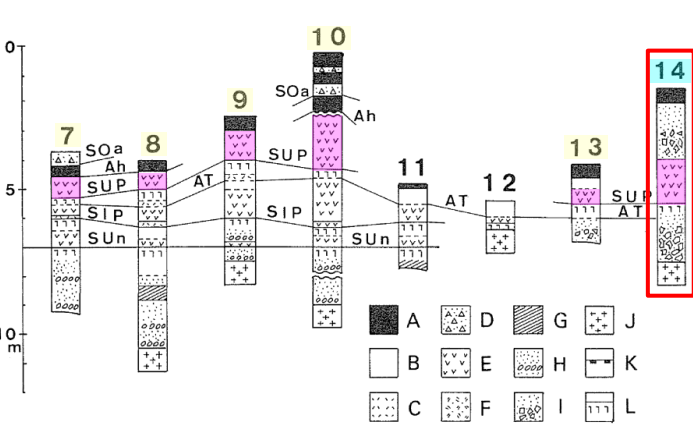 0
5
10
m
7
8
9
10
11
12
13
14
SOa
Ah
SUP
SIP
SUn
AT
SUP
SIP
SOa
Ah
SUn
AT
SUP
AT
A D G J
B E H K
C F I L